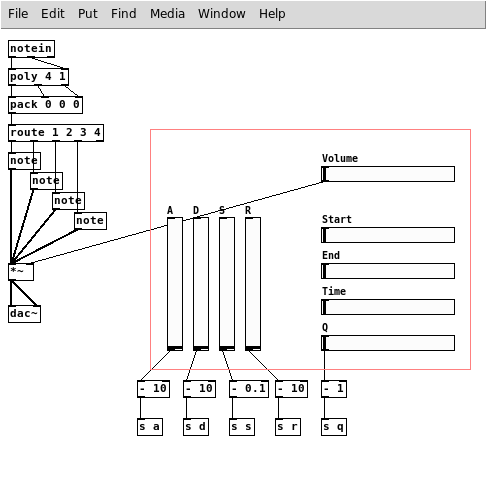 File Edit Put Find Media Window Help
notein
poly 4 1
pack 0 0 0
route 1 2 3 4
note
note
note
note
*~
dac~
Volume
A D S R
Start
End
Time
Q
- 10 - 10 - 0.1 - 10 - 1
s a s d s s s r s q